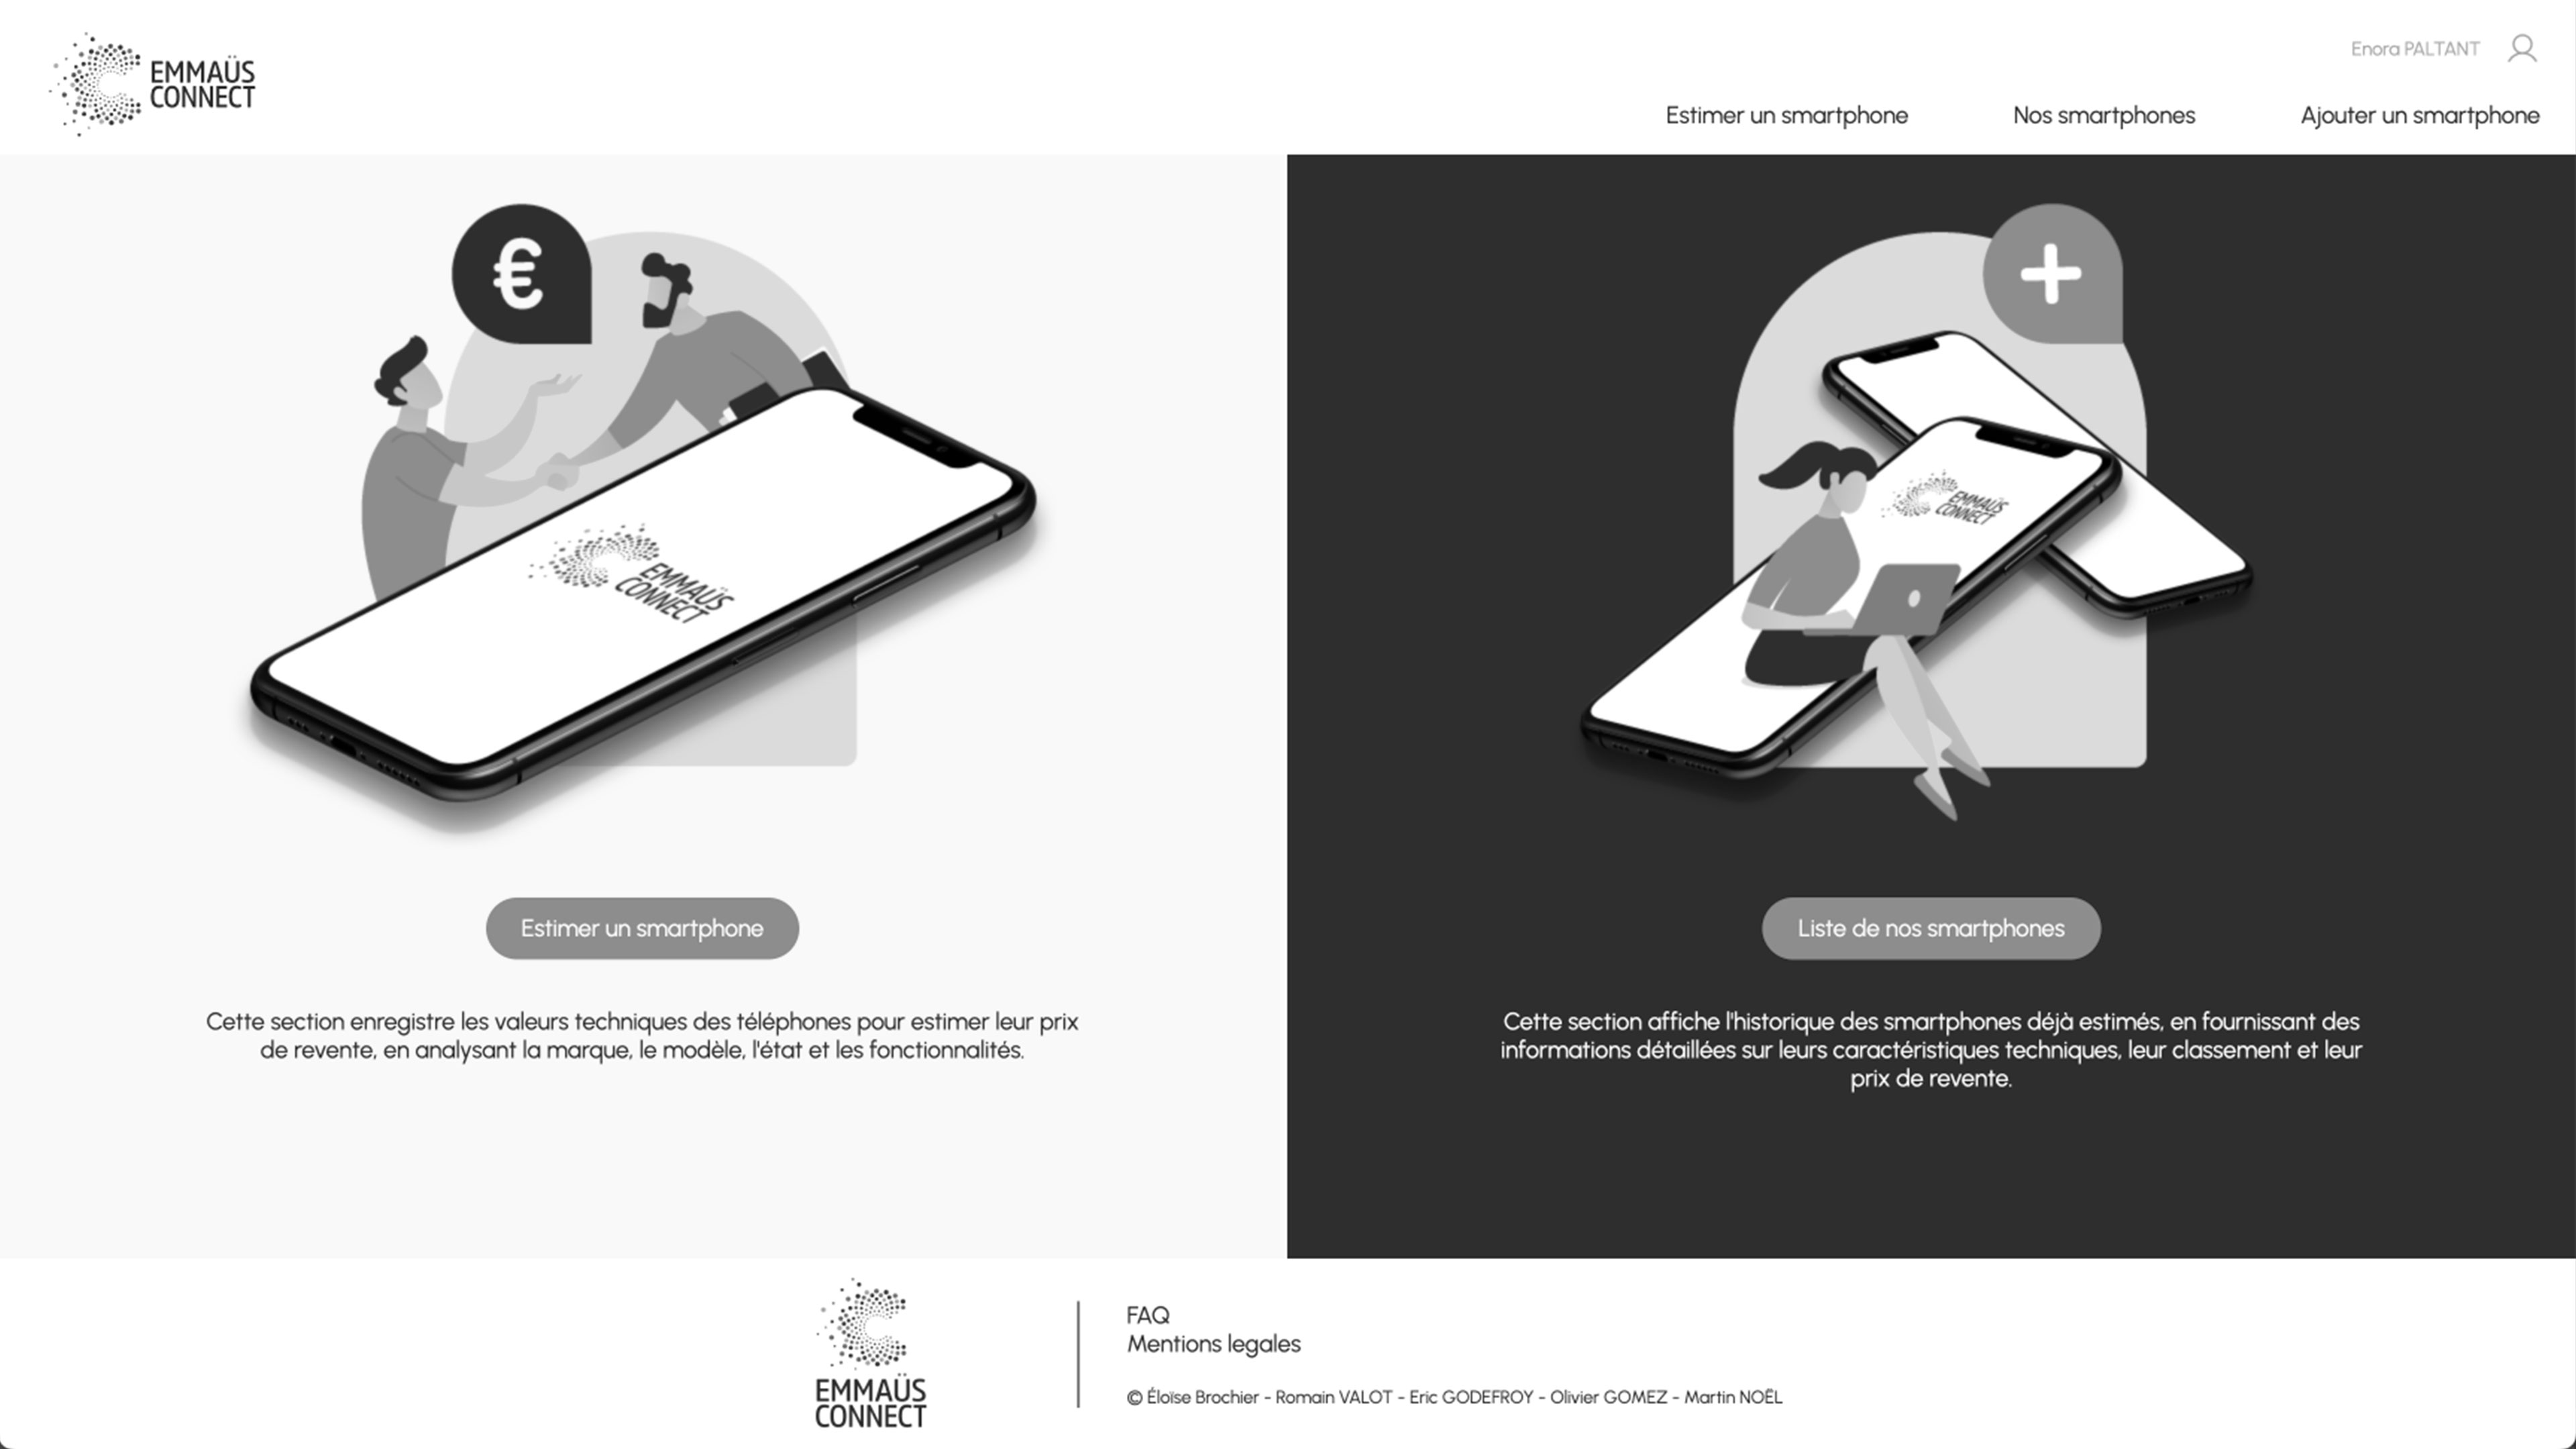 EMMAÜS
CONNECT
Enora PALTANT
Estimer un smartphone
Nos smartphones
Ajouter un smartphone
€
EMMAÜS
CONNECT
+
EMMAÜS
CONNECT
Estimer un smartphone
Cette section enregistre les valeurs techniques des téléphones pour estimer leur prix
de revente, en analysant la marque, le modèle, l'état et les fonctionnalités.
Liste de nos smartphones
Cette section affiche l'historique des smartphones déjà estimés, en fournissant des
informations détaillées sur leurs caractéristiques techniques, leur classement et leur
prix de revente.
EMMAÜS
CONNECT
FAQ
Mentions legales
© Éloïse Brochier - Romain VALOT - Eric GODEFROY - Olivier GOMEZ - Martin NOËL